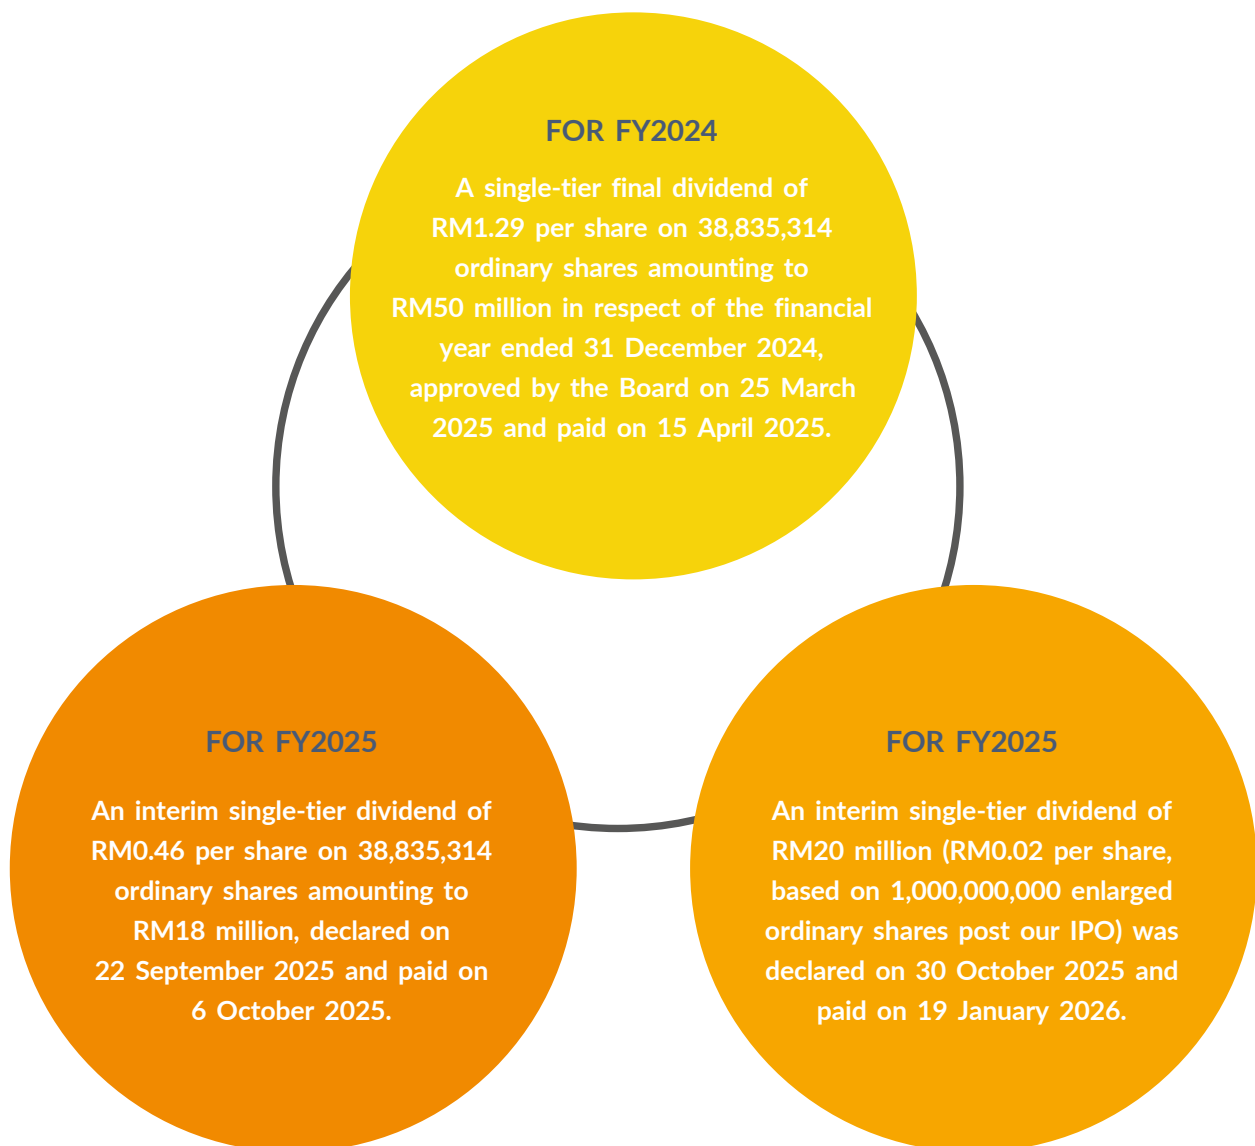 FOR FY2024
A single-tier final dividend of
RM1.29 per share on 38,835,314
ordinary shares amounting to
RM50 million in respect of the financial
year ended 31 December 2024,
approved by the Board on 25 March
2025 and paid on 15 April 2025.
FOR FY2025
An interim single-tier dividend of
RM0.46 per share on 38,835,314
ordinary shares amounting to
RM18 million, declared on
22 September 2025 and paid on
6 October 2025.
FOR FY2025
An interim single-tier dividend of
RM20 million (RM0.02 per share,
based on 1,000,000,000 enlarged
ordinary shares post our IPO) was
declared on 30 October 2025 and
paid on 19 January 2026.